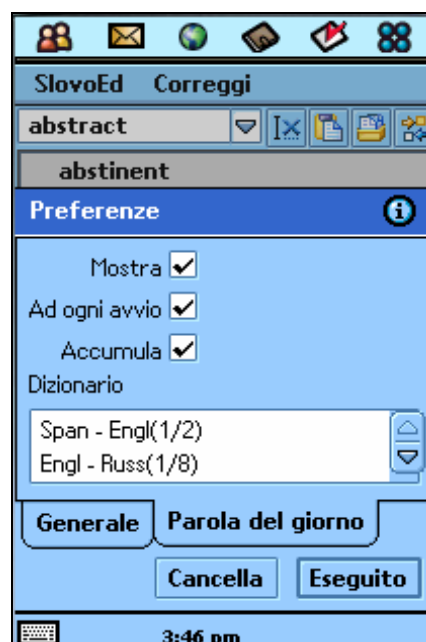 SlovoEd Correggi
abstract
abstinent
Preferenze
Mostra
Ad ogni avvio
Accumula
Dizionario
Span - Engl(1/2)
Engl - Russ(1/8)
Generale Parola del giorno
Cancella Eseguito
3:46 pm